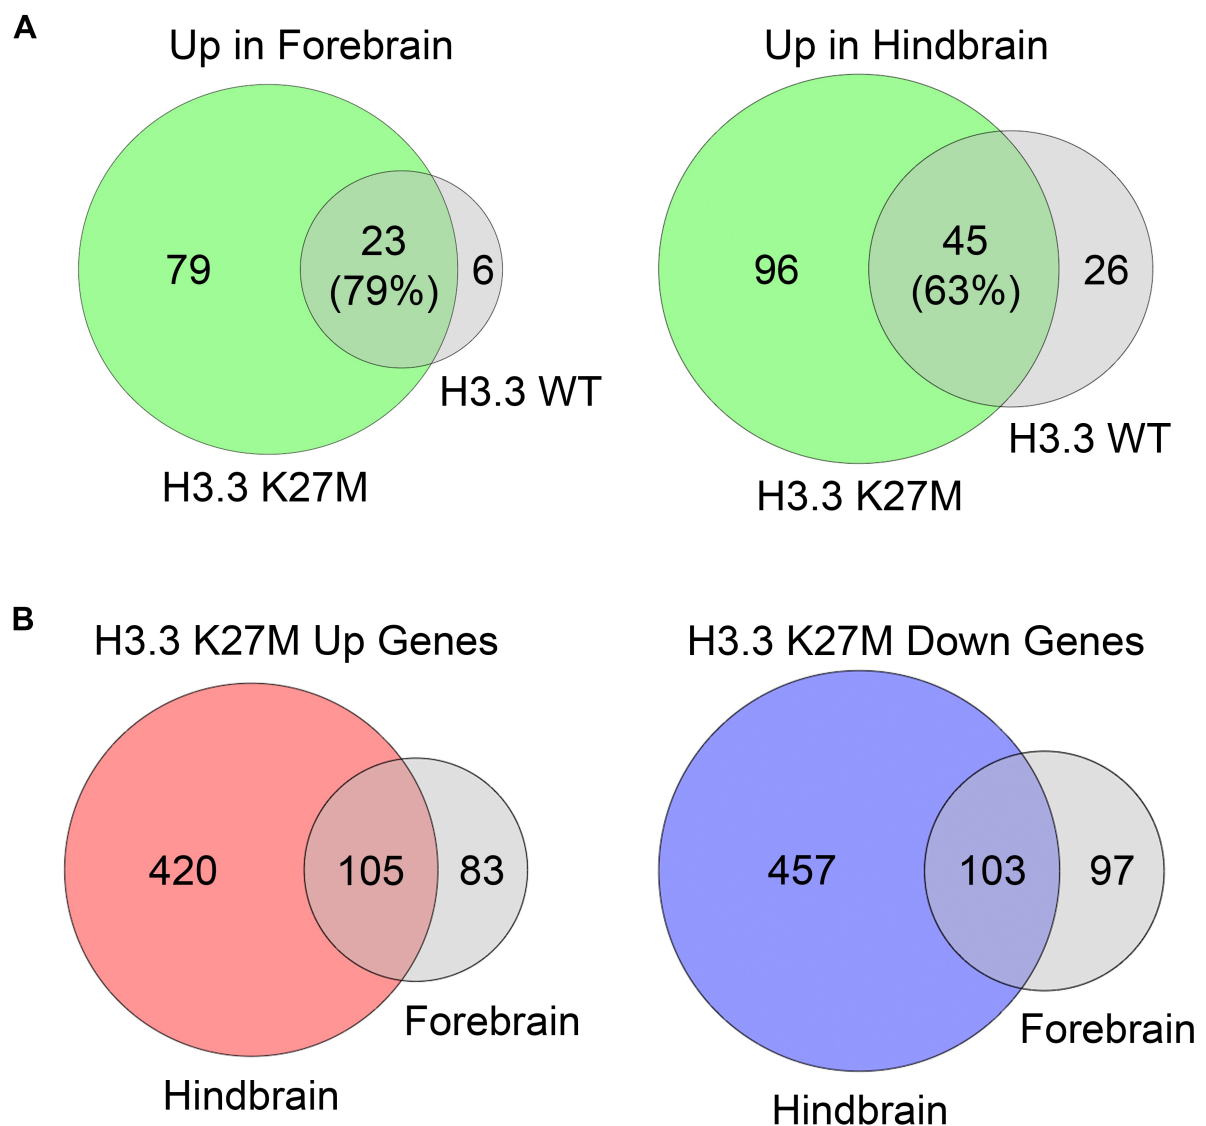 A
Up in Forebrain
Up in Hindbrain
79
23
(79%)
6
96
45
(63%)
26
H3.3 WT
H3.3 WT
H3.3 K27M
H3.3 K27M
B
H3.3 K27M Up Genes
H3.3 K27M Down Genes
420
105
83
457
103
97
Forebrain
Forebrain
Hindbrain
Hindbrain